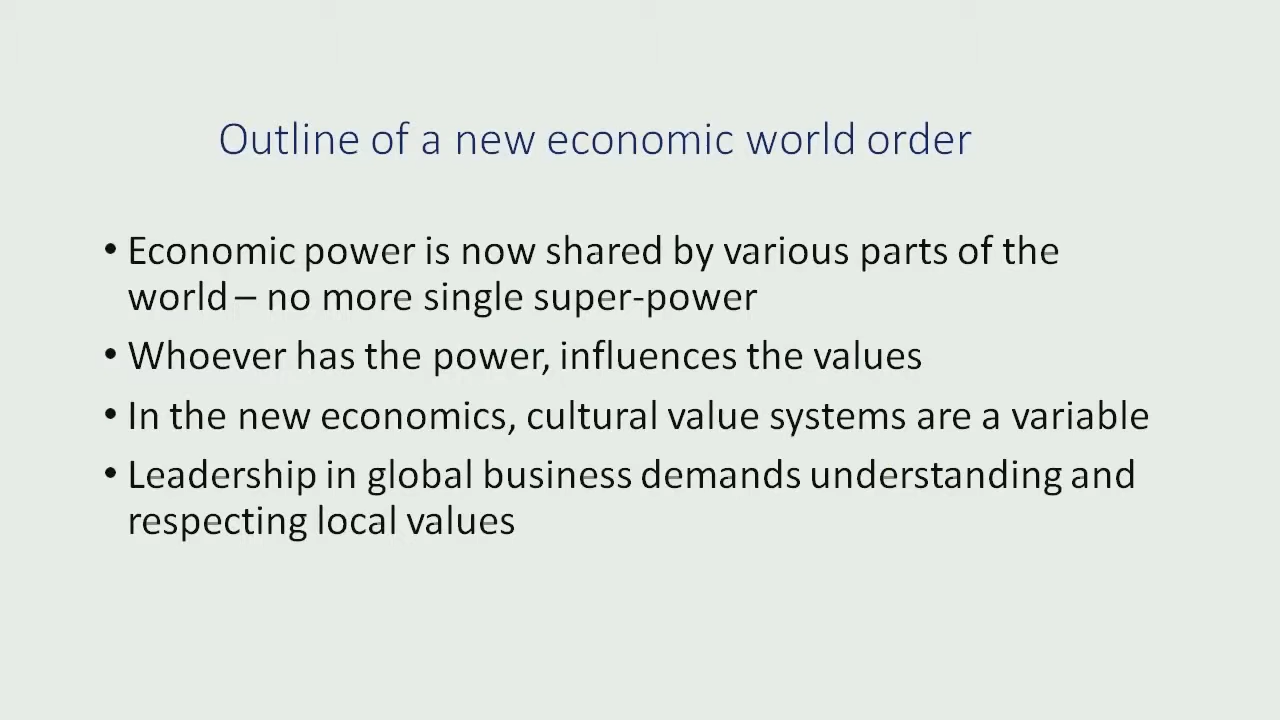 Outline of a new economic world order
• Economic power is now shared by various parts of the
world – no more single super-power
• Whoever has the power, influences the values
• In the new economics, cultural value systems are a variable
• Leadership in global business demands understanding and
respecting local values